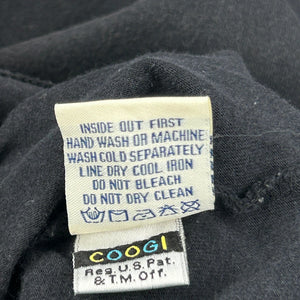 INSIDE OUT FIRST
HAND WASH OR MACHINE
WASH COLD SEPARATELY
LINE DRY COOL IRON
DO NOT BLEACH
DO NOT DRY CLEAN
COOGI
Reg. U.S. Pat.
& T.M. Off.